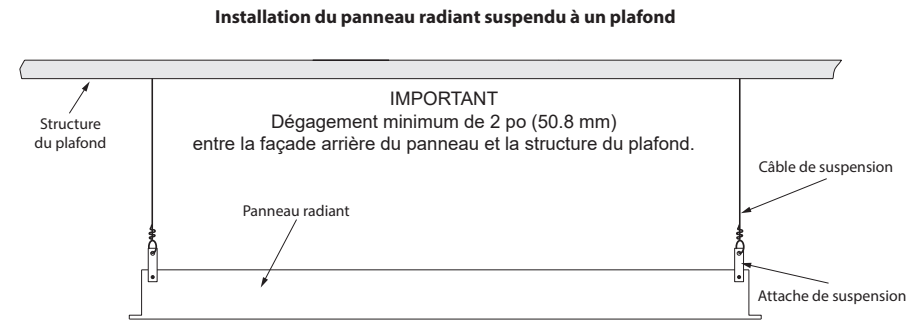 Installation du panneau radiant suspendu à un plafond
IMPORTANT
Dégagement minimum de 2 po (50.8 mm)
entre la façade arrière du panneau et la structure du plafond.
Structure
du plafond
Câble de suspension
Panneau radiant
Attache de suspension